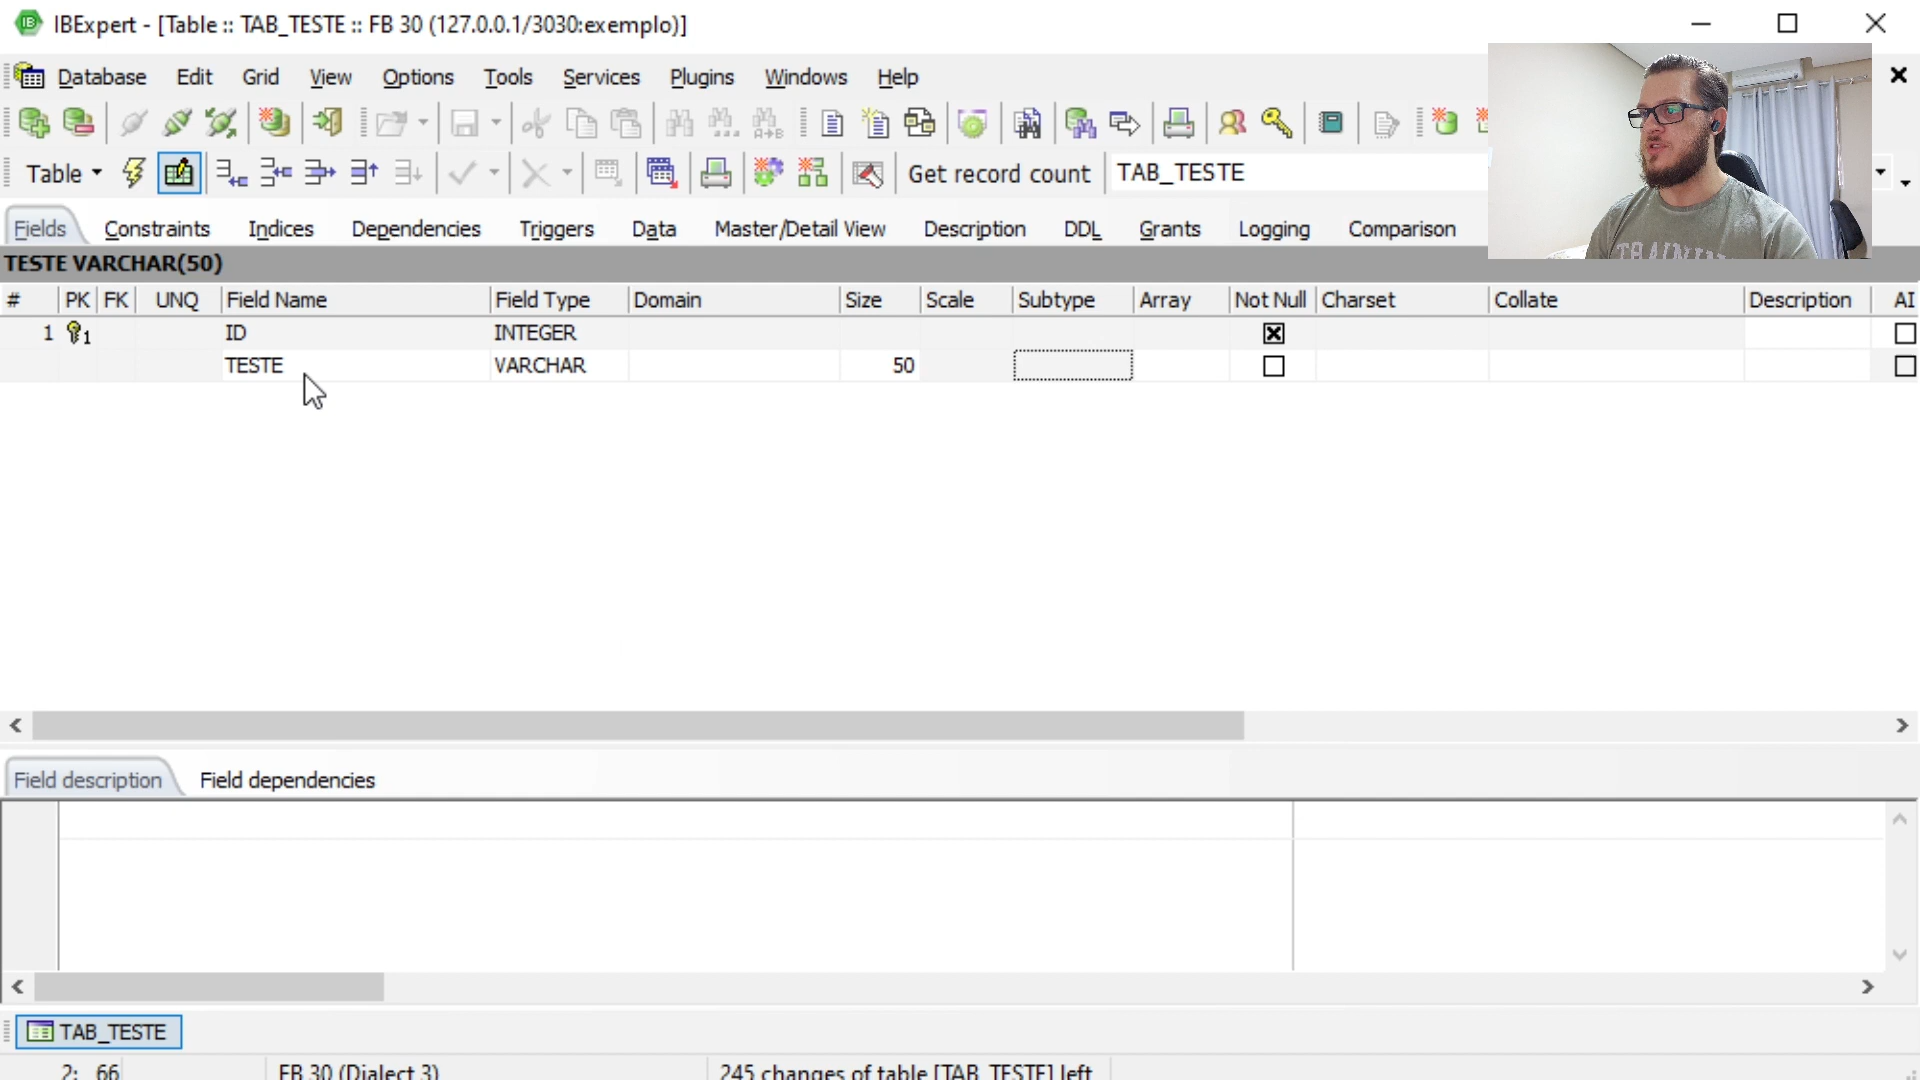 IBExpert - [Table :: TAB_TESTE :: FB 30 (127.0.0.1/3030:exemplo)]
Database Edit Grid View Options Tools Services Plugins Windows Help
Table Get record count TAB_TESTE
Fields Constraints Indices Dependencies Triggers Data Master/Detail View Description DDL Grants Logging Comparison
TESTE VARCHAR(50)
# PK FK UNQ Field Name Field Type Domain Size Scale Subtype Array Not Null Charset Collate Description AI
1 1 ID INTEGER
TESTE VARCHAR 50
Field description Field dependencies
TAB_TESTE
2: 66 FB 30 (Dialect 3) 245 changes of table [TAB_TESTE] left